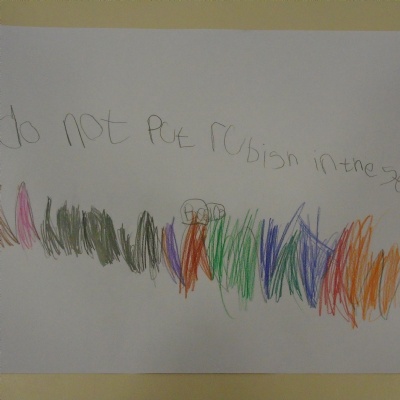 do not put rubish in the